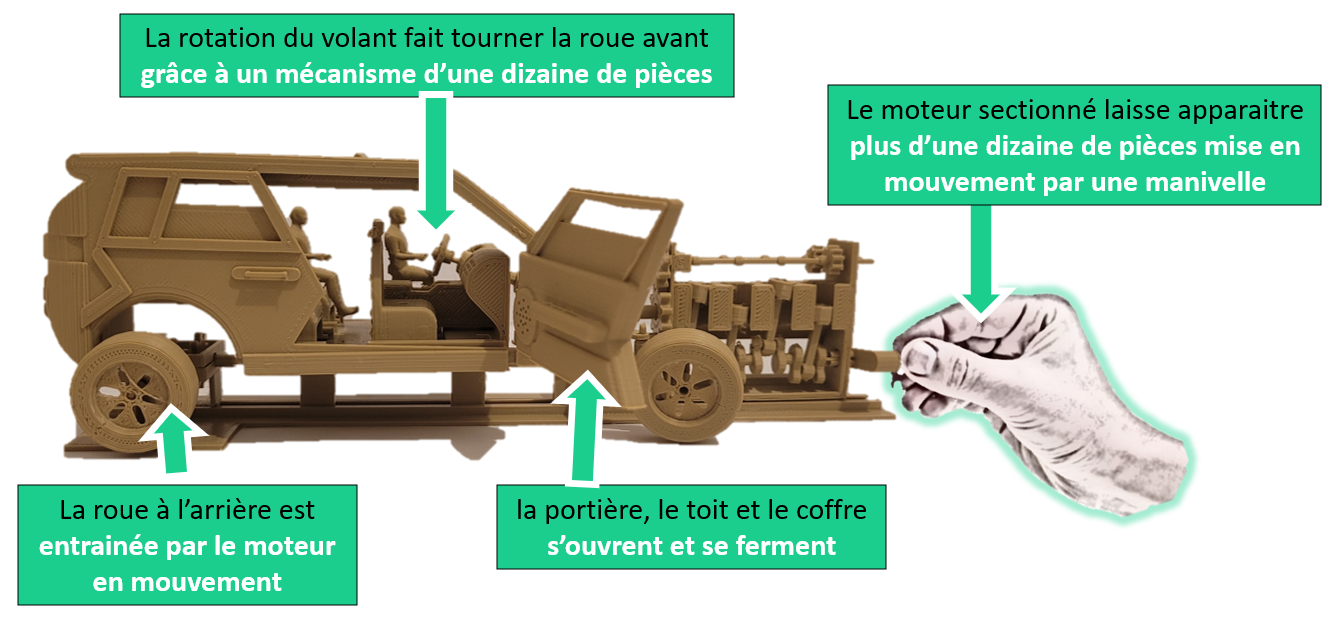 La rotation du volant fait tourner la roue avant
grâce à un mécanisme d’une dizaine de pièces
Le moteur sectionné laisse apparaitre
plus d’une dizaine de pièces mise en
mouvement par une manivelle
La roue à l’arrière est
entrainée par le moteur
en mouvement
la portière, le toit et le coffre
s’ouvrent et se ferment